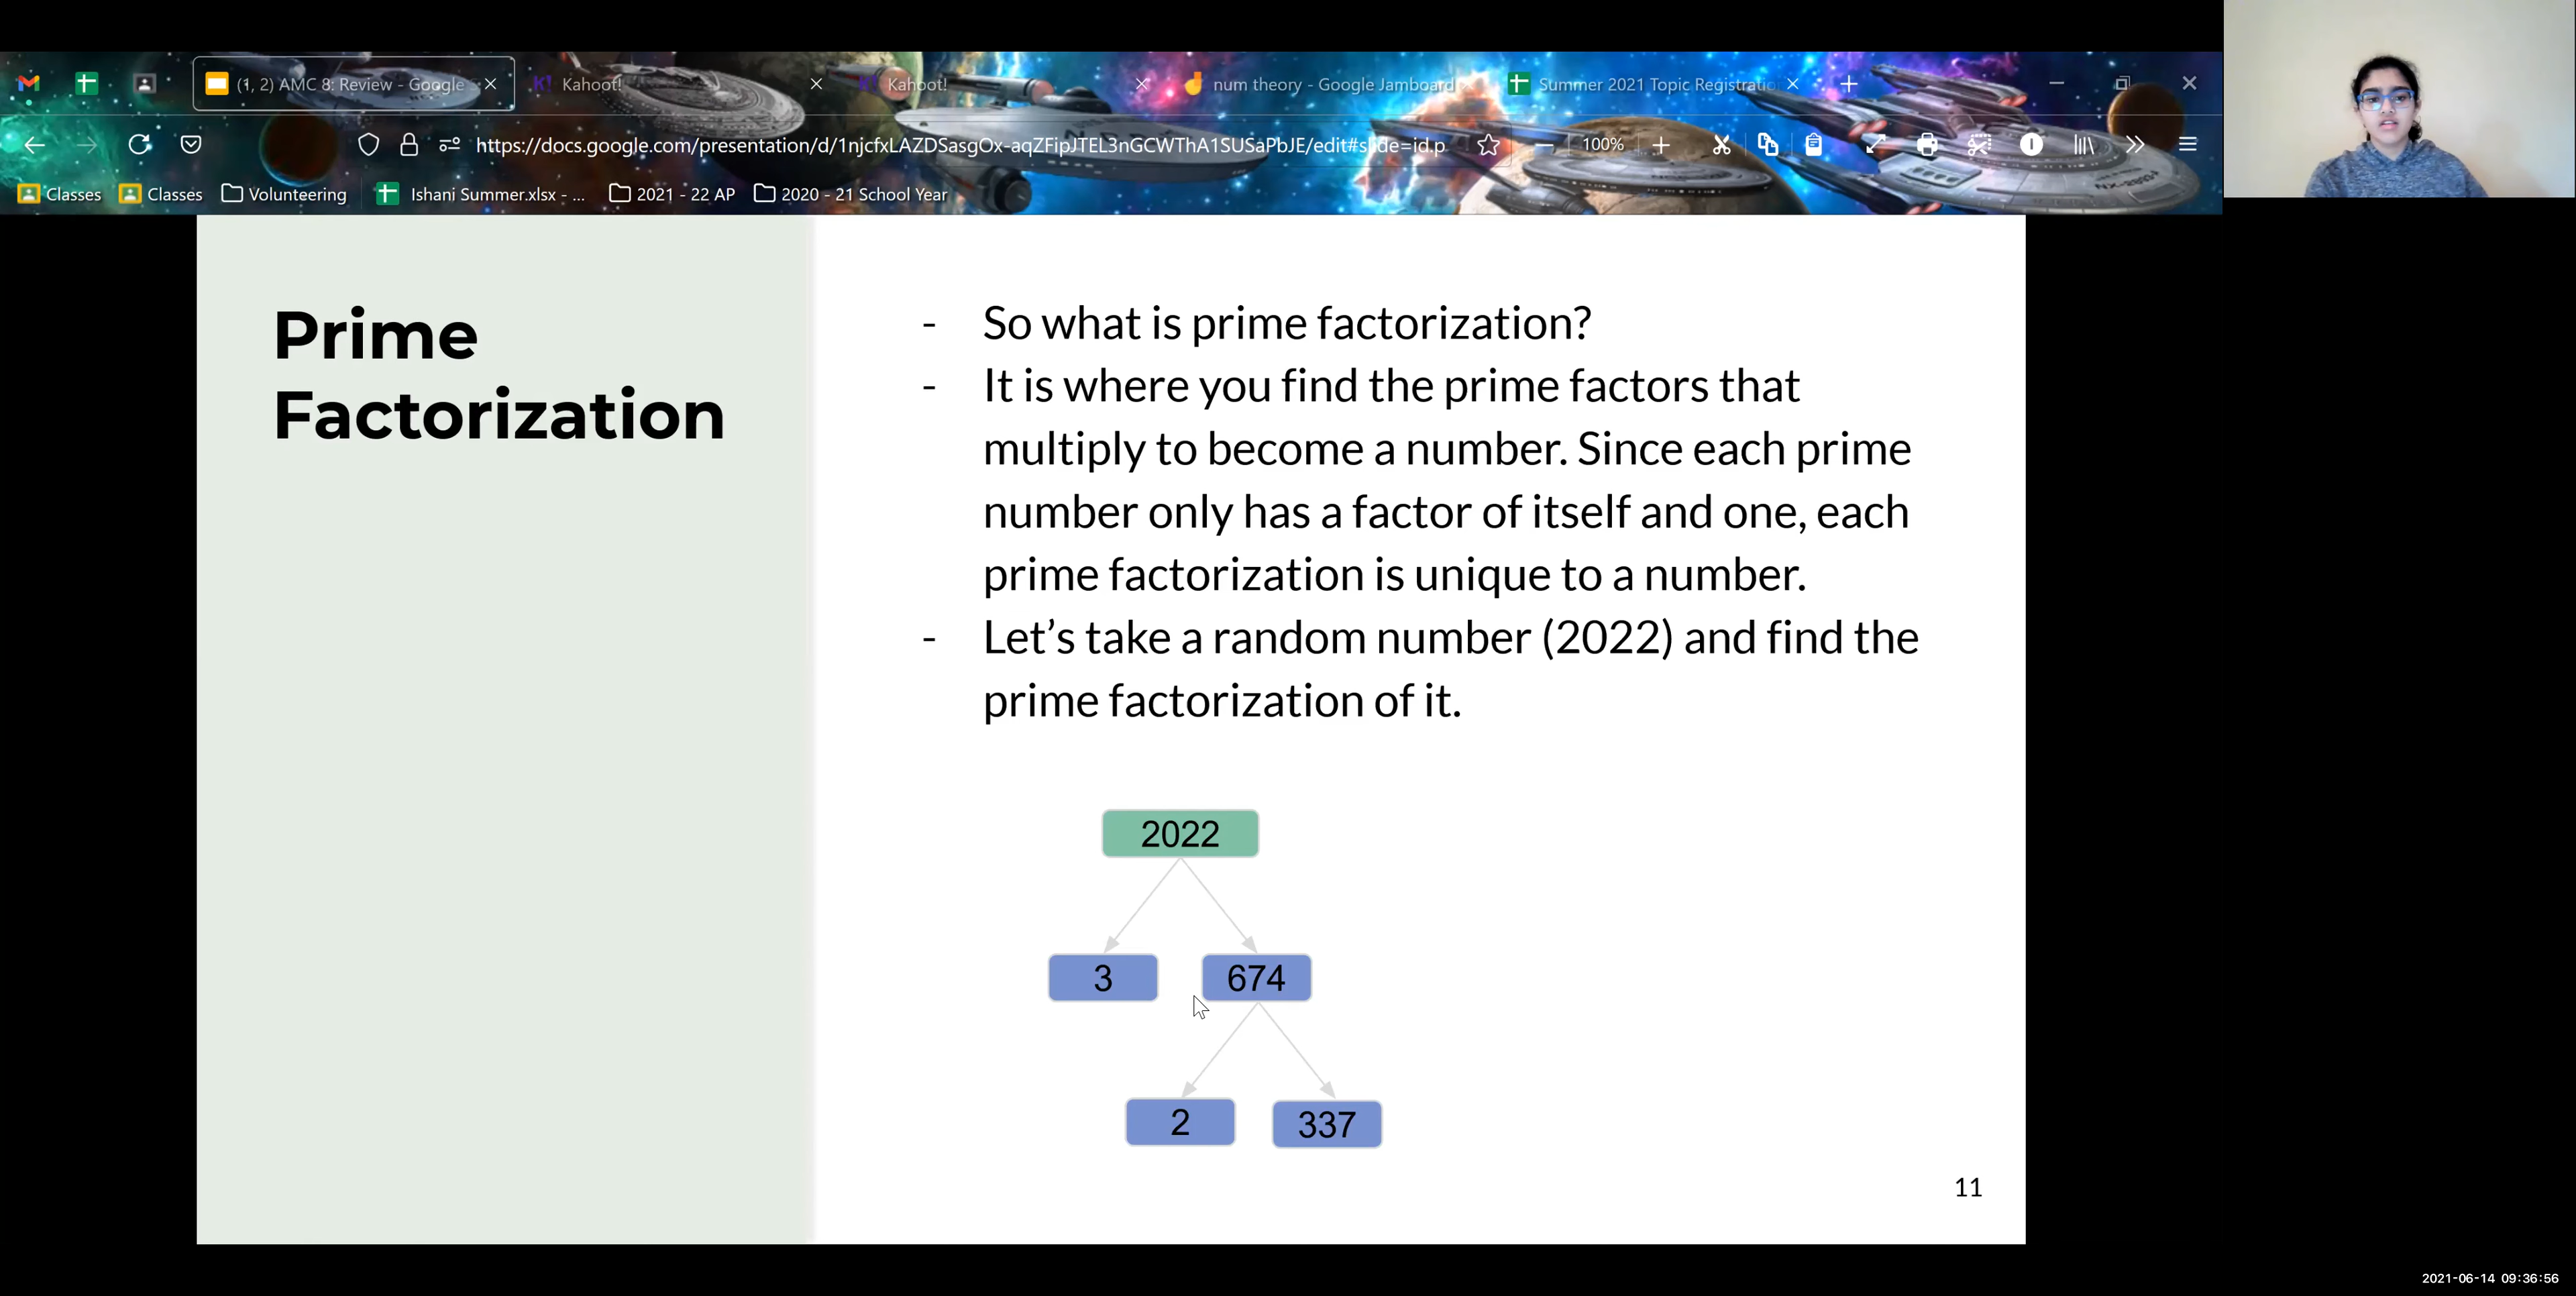 (1, 2) AMC 8: Review - Google S
Kahoot!
Kahoot!
num theory - Google Jamboard
Summer 2021 Topic Registratio
https://docs.google.com/presentation/d/1njcfxLAZDSasgOx-aqZFipJTEL3nGCWThA1SUSaPbJE/edit#slide=id.p
100%
Classes
Classes
Volunteering
Ishani Summer.xlsx - ...
2021 - 22 AP
2020 - 21 School Year
Prime
Factorization
- So what is prime factorization?
- It is where you find the prime factors that
multiply to become a number. Since each prime
number only has a factor of itself and one, each
prime factorization is unique to a number.
- Let’s take a random number (2022) and find the
prime factorization of it.
2022
3
674
2
337
11
2021-06-14 09:36:56